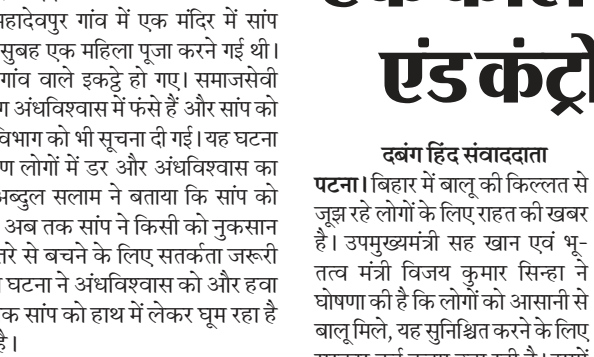 महादेवपुर गांव में एक मंदिर में सांप
सुबह एक महिला पूजा करने गई थी।
गांव वाले इकट्ठे हो गए। समाजसेवी
अंधविश्वास में फंसे हैं और सांप को
विभाग को भी सूचना दी गई। यह घटना
लोगों में डर और अंधविश्वास का
अब्दुल सलाम ने बताया कि सांप को
अब तक सांप ने किसी को नुकसान
से बचने के लिए सतर्कता जरूरी
घटना ने अंधविश्वास को और हवा
सांप को हाथ में लेकर घूम रहा है
है।
एंड कंट्रो
दबंग हिंद संवाददाता
पटना। बिहार में बालू की किल्लत से
जूझ रहे लोगों के लिए राहत की खबर
है। उपमुख्यमंत्री सह खान एवं भू-
तत्व मंत्री विजय कुमार सिन्हा ने
घोषणा की है कि लोगों को आसानी से
बालू मिले, यह सुनिश्चित करने के लिए